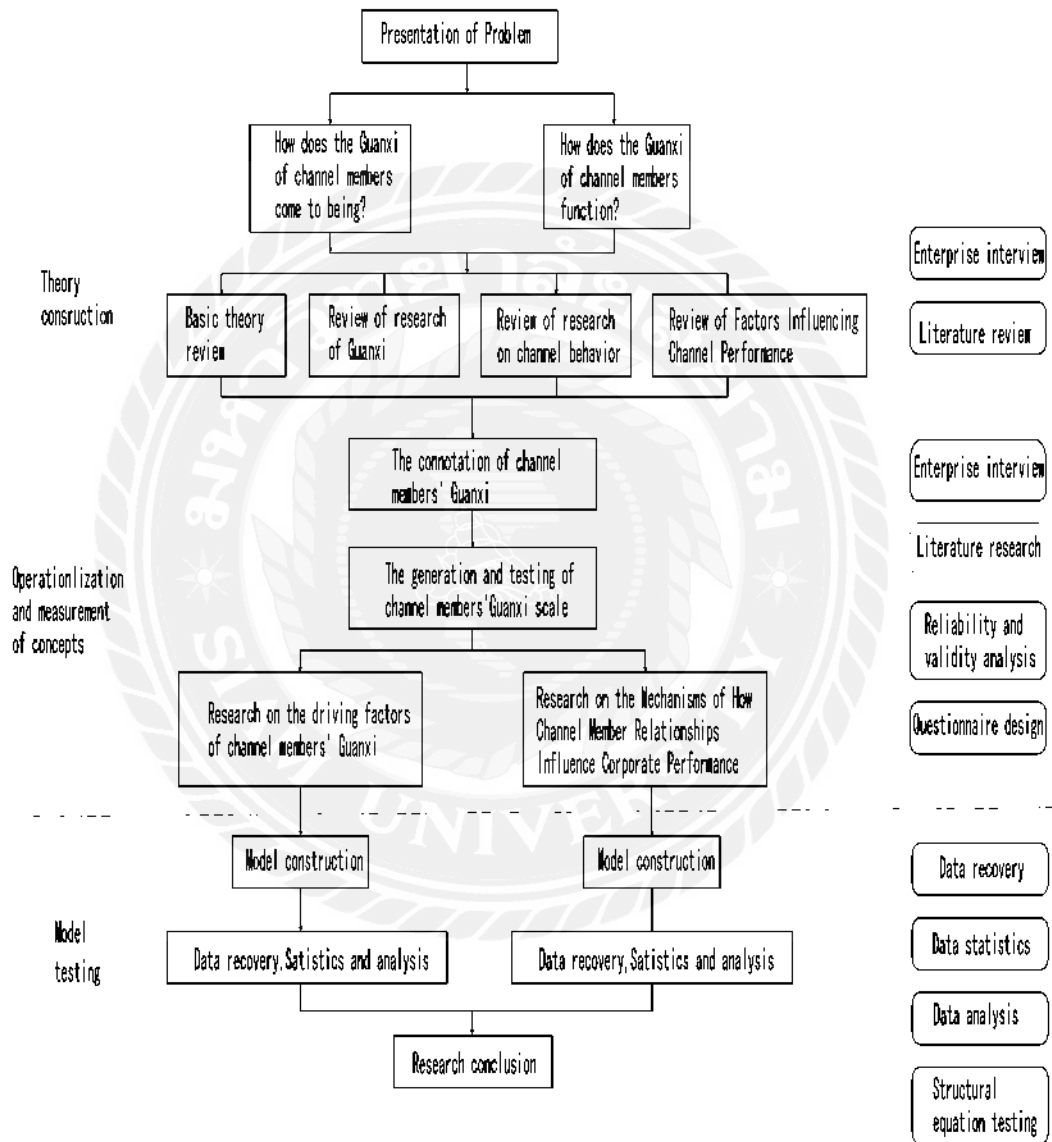 Presentation of Problem
How does the Guanxi
of channel members
come to being?
How does the Guanxi
of channel members
function?
Theory
consruction
Basic theory
review
Review of research
of Guanxi
Review of research
on channel behavior
Review of Factors Influencing
Channel Performance
Enterprise interview
Literature review
The connotation of channel
members' Guanxi
Enterprise interview
Literature research
Operationlization
and measurement
of concepts
The generation and testing of
channel members'Guanxi scale
Reliability and
validity analysis
Research on the driving factors
of channel members' Guanxi
Research on the Mechanisms of How
Channel Member Relationships
Influence Corporate Performance
Questionnaire design
Model construction
Model construction
Data recovery
Model
testing
Data recovery,Satistics and analysis
Data recovery,Satistics and analysis
Data statistics
Data analysis
Research conclusion
Structural
equation testing
SIAM UNIVERSITY